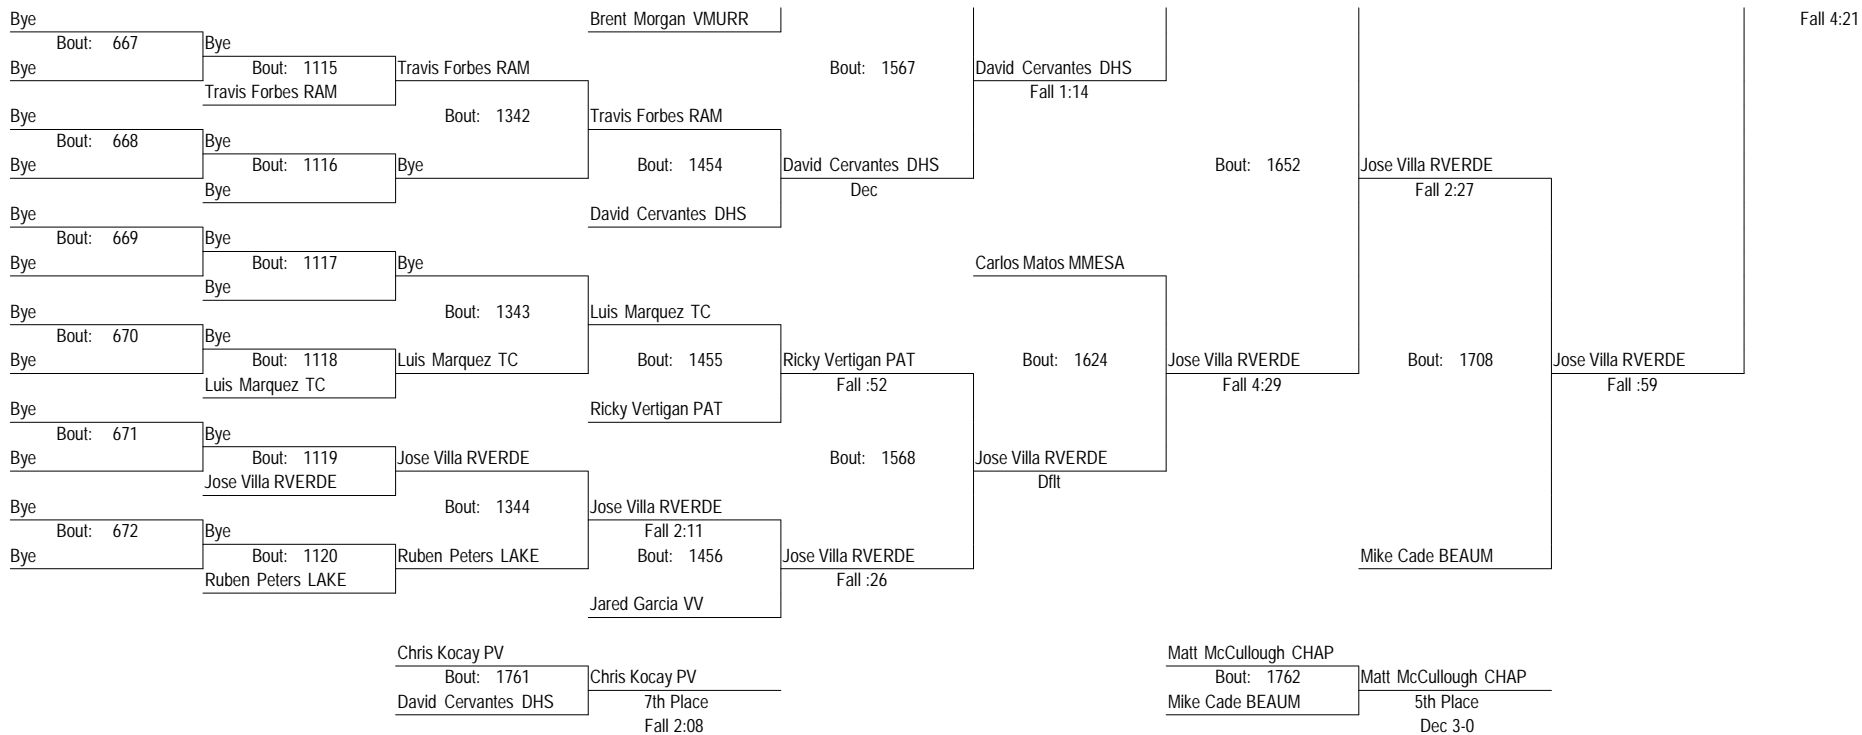 Bye Brent Morgan VMURR Fall 4:21
Bout: 667 Bye
Bye Bout: 1115 Travis Forbes RAM Bout: 1567 David Cervantes DHS
Travis Forbes RAM Fall 1:14
Bye Bout: 1342 Travis Forbes RAM
Bout: 668 Bye
Bye Bout: 1116 Bye Bout: 1454 David Cervantes DHS Bout: 1652 Jose Villa RVERDE
Bye Dec Fall 2:27
Bye David Cervantes DHS
Bout: 669 Bye
Bye Bout: 1117 Bye Carlos Matos MMESA
Bye
Bye Bout: 1343 Luis Marquez TC
Bout: 670 Bye
Bye Bout: 1118 Luis Marquez TC Bout: 1455 Ricky Vertigan PAT Bout: 1624 Jose Villa RVERDE Bout: 1708 Jose Villa RVERDE
Luis Marquez TC Fall :52 Fall 4:29 Fall :59
Bye Ricky Vertigan PAT
Bout: 671 Bye
Bye Bout: 1119 Jose Villa RVERDE Bout: 1568 Jose Villa RVERDE
Jose Villa RVERDE Dflt
Bye Bout: 1344 Jose Villa RVERDE
Bout: 672 Bye Fall 2:11
Bye Bout: 1120 Ruben Peters LAKE Bout: 1456 Jose Villa RVERDE Mike Cade BEAUM
Ruben Peters LAKE Fall :26
Jared Garcia VV
Chris Kocay PV Matt McCullough CHAP
Bout: 1761 Chris Kocay PV Bout: 1762 Matt McCullough CHAP
David Cervantes DHS 7th Place Mike Cade BEAUM 5th Place
Fall 2:08 Dec 3-0